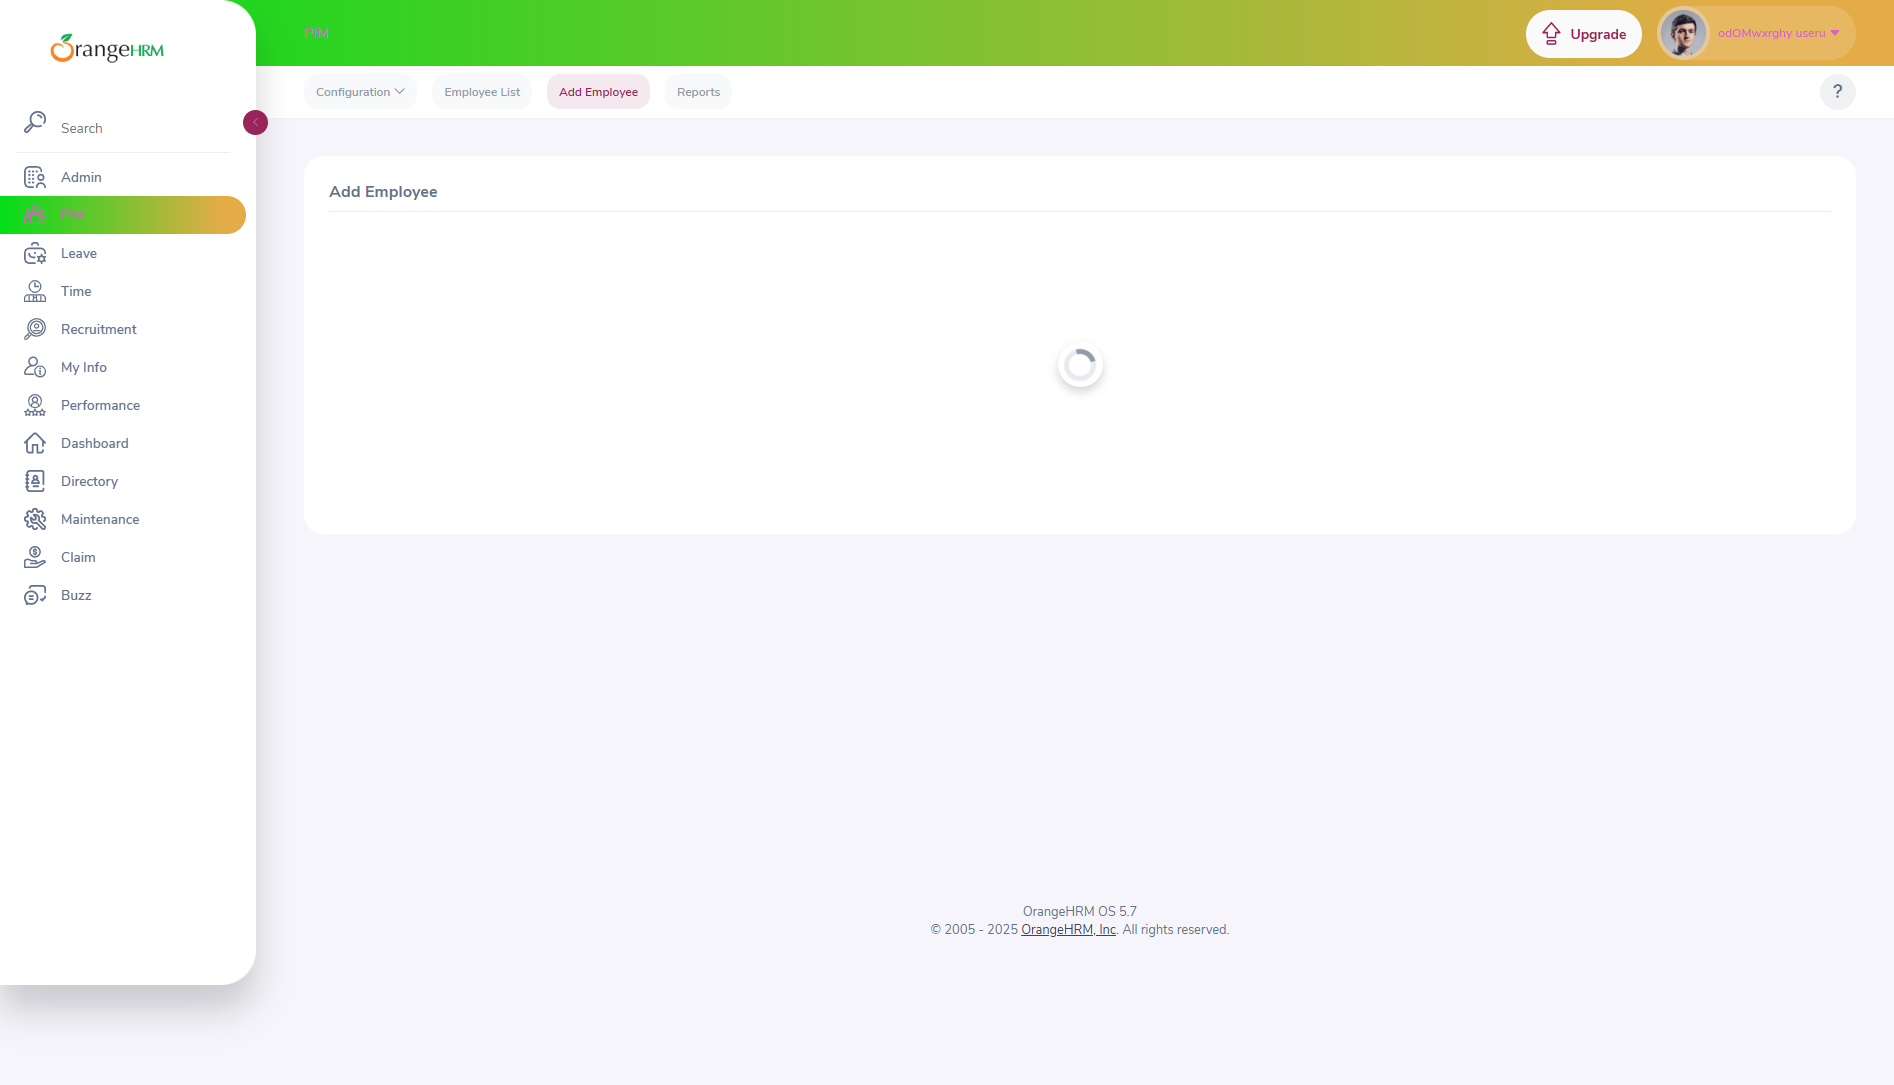 OrangeHRM
PIM
Upgrade
odOMwxrghy useru
Configuration
Employee List
Add Employee
Reports
?
Search
Admin
PIM
Leave
Time
Recruitment
My Info
Performance
Dashboard
Directory
Maintenance
Claim
Buzz
Add Employee
OrangeHRM OS 5.7
© 2005 - 2025 OrangeHRM, Inc. All rights reserved.